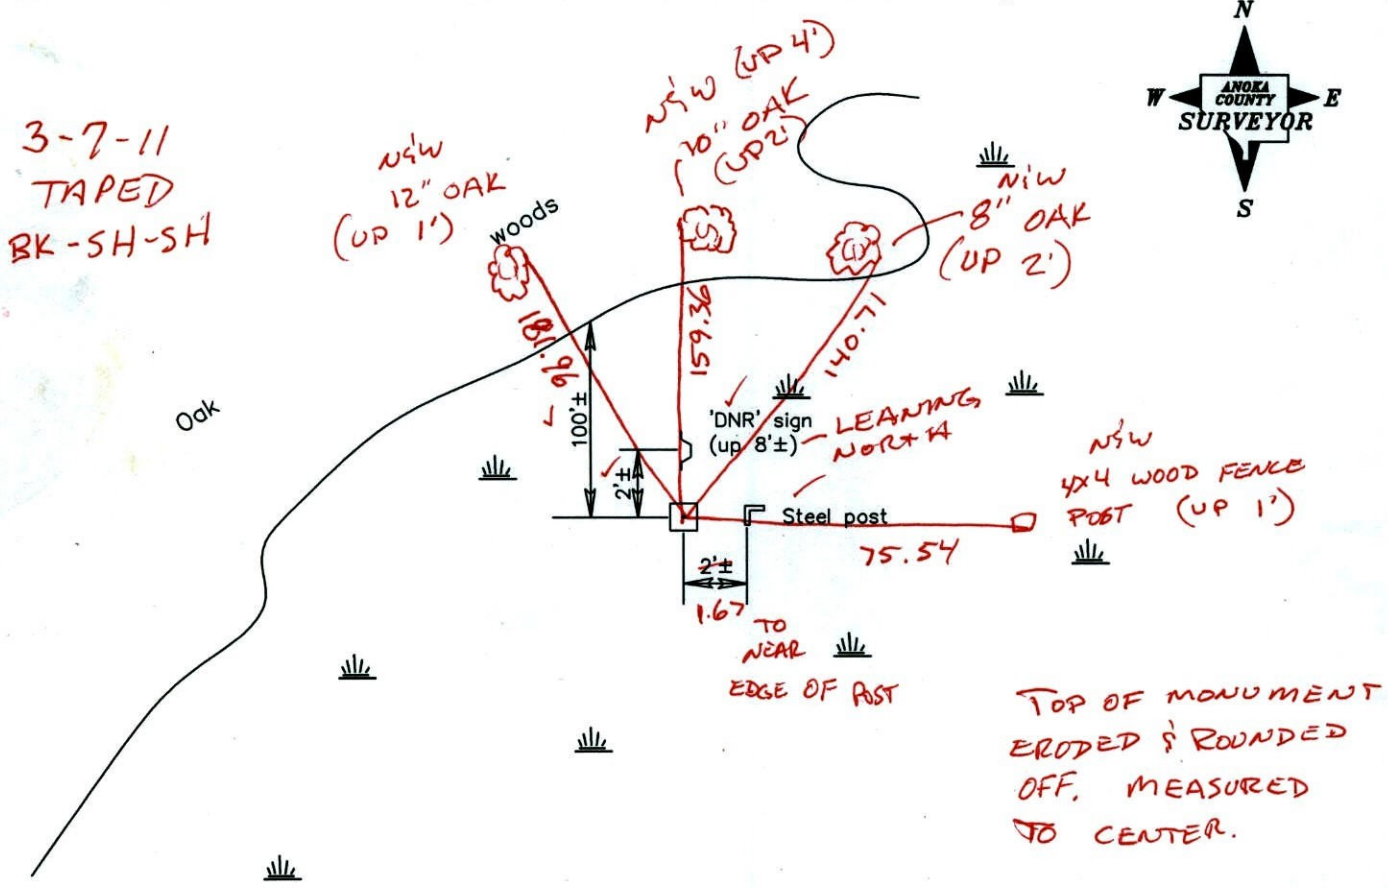 N
W
ANOKA
COUNTY
E
SURVEYOR
S
3-7-11
TAPED
BK-SH-SH
N&W
12" OAK
(UP 1')
woods
N&W (UP 4')
10" OAK
(UP 2')
N&W
8" OAK
(UP 2')
181.96
159.36
140.71
Oak
100'±
2'±
'DNR' sign
(up 8'±)
LEANING
NORTH
Steel post
75.54
N&W
4X4 WOOD FENCE
POST (UP 1')
2'±
1.67
TO
NEAR
EDGE OF POST
TOP OF MONUMENT
ERODED & ROUNDED
OFF. MEASURED
TO CENTER.